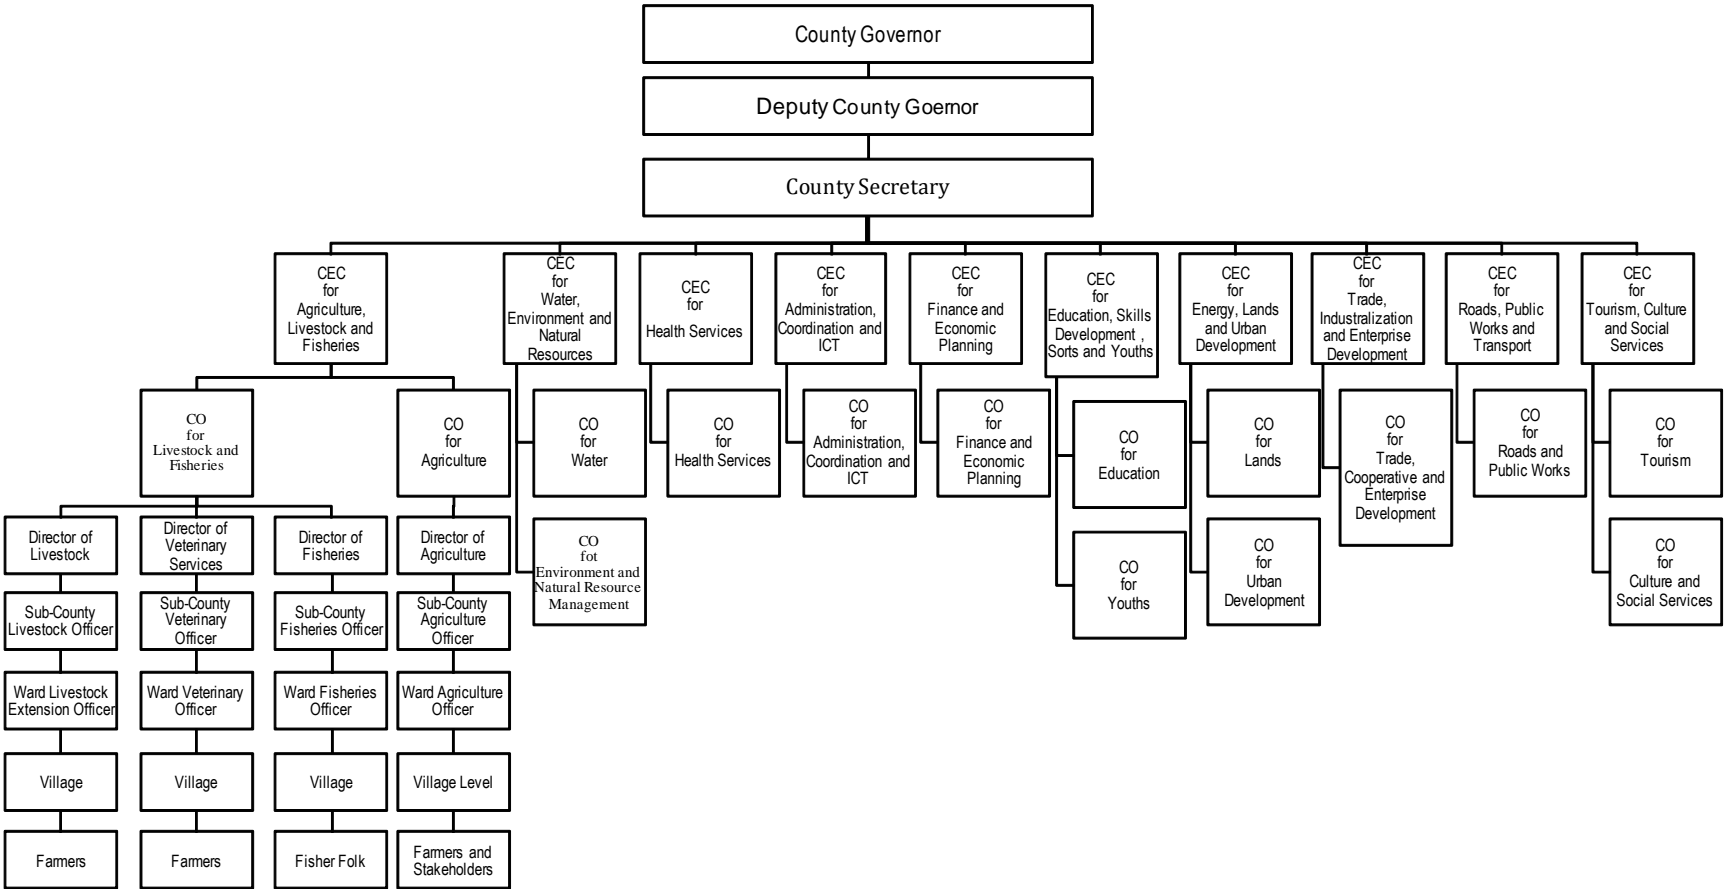 County Governor
Deputy County Goernor
County Secretary
CEC
for
Agriculture,
Livestock and
Fisheries
CEC
for
Water,
Environment and
Natural
Resources
CEC
for
Health Services
CEC
for
Administration,
Coordination and
ICT
CEC
for
Finance and
Economic
Planning
CEC
for
Education, Skills
Development ,
Sorts and Youths
CEC
for
Energy, Lands
and Urban
Development
CEC
for
Trade,
Industralization
and Enterprise
Development
CEC
for
Roads, Public
Works and
Transport
CEC
for
Tourism, Culture
and Social
Services
CO
for
Livestock and
Fisheries
CO
for
Agriculture
CO
for
Water
CO
for
Health Services
CO
for
Administration,
Coordination and
ICT
CO
for
Finance and
Economic
Planning
CO
for
Education
CO
for
Lands
CO
for
Trade,
Cooperative and
Enterprise
Development
CO
for
Roads and
Public Works
CO
for
Tourism
Director of
Livestock
Director of
Veterinary
Services
Director of
Fisheries
Director of
Agriculture
CO
fot
Environment and
Natural Resource
Management
CO
for
Youths
CO
for
Urban
Development
CO
for
Culture and
Social Services
Sub-County
Livestock Officer
Sub-County
Veterinary
Officer
Sub-County
Fisheries Officer
Sub-County
Agriculture
Officer
Ward Livestock
Extension Officer
Ward Veterinary
Officer
Ward Fisheries
Officer
Ward Agriculture
Officer
Village
Village
Village
Village Level
Farmers
Farmers
Fisher Folk
Farmers and
Stakeholders